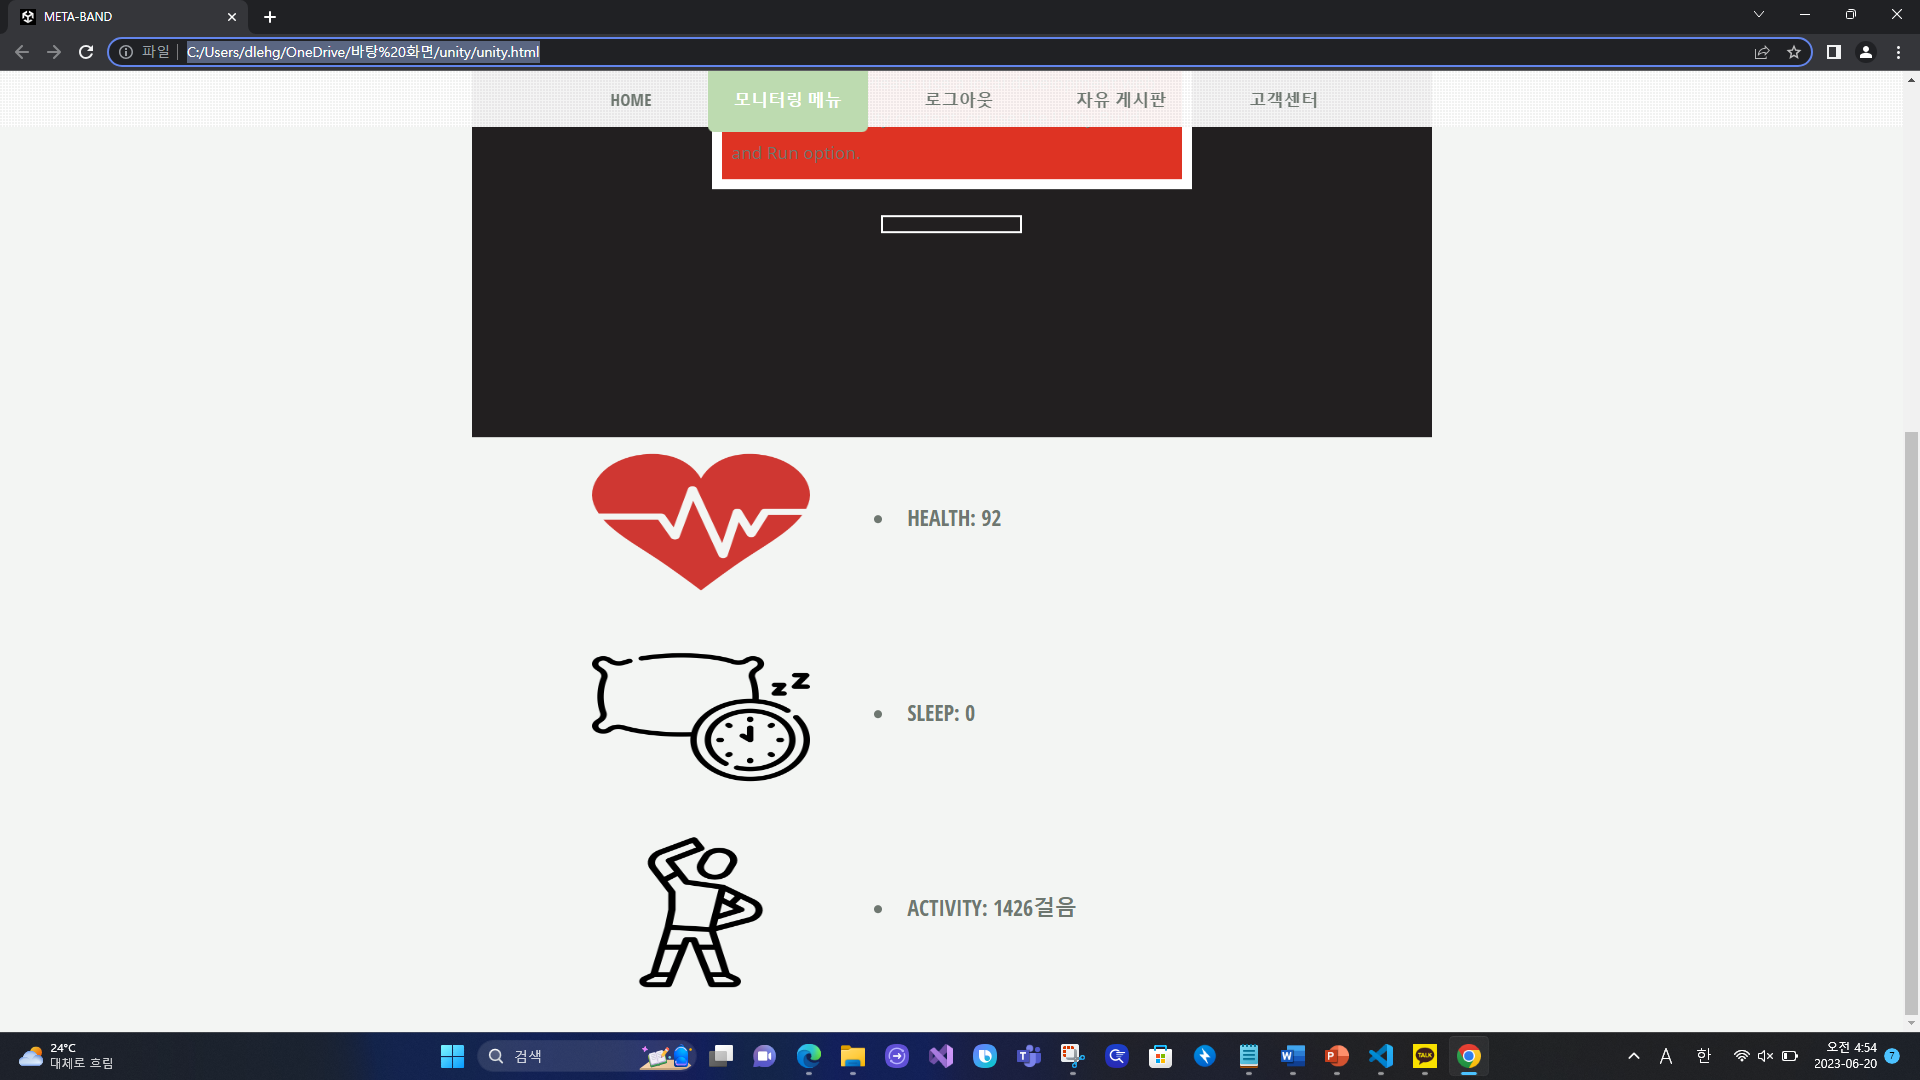 META-BAND
파일
C:/Users/dlehg/OneDrive/바탕%20화면/unity/unity.html
HOME
모니터링 메뉴
로그아웃
자유 게시판
고객센터
and Run option.
HEALTH: 92
z z
SLEEP: 0
ACTIVITY: 1426걸음
24°C
대체로 흐림
검색
A
한
오전 4:54
2023-06-20
7
TALK